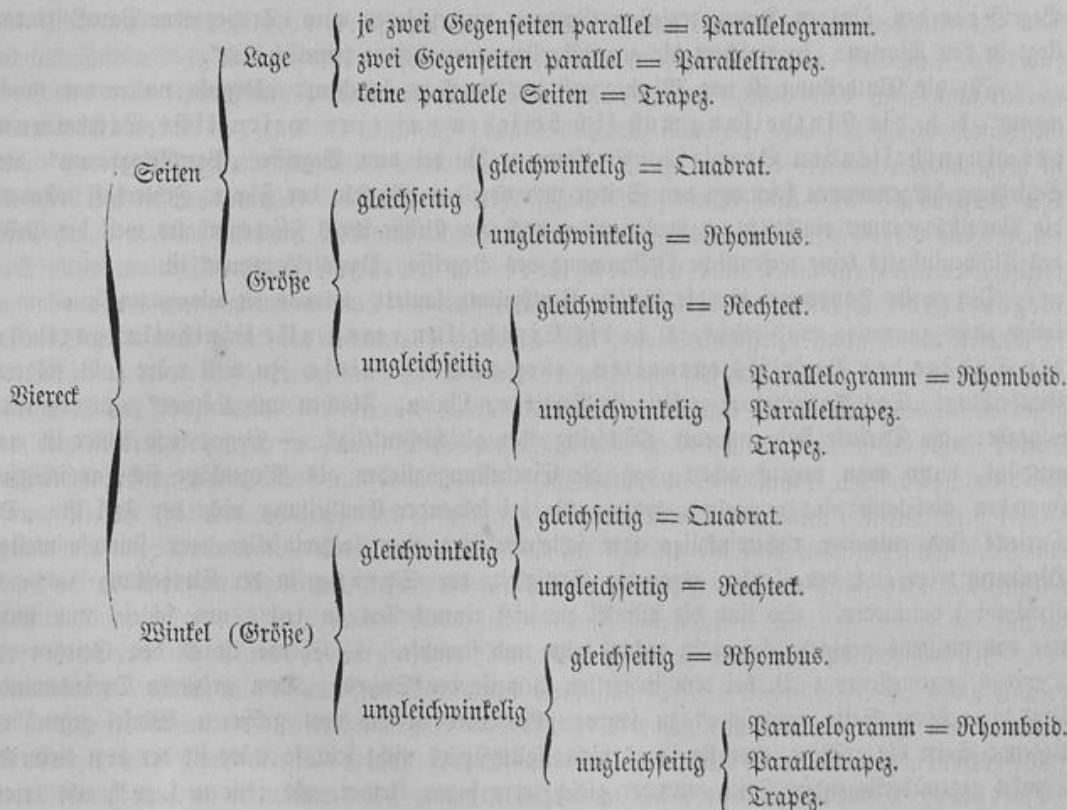 je zwei Gegenseiten parallel = Parallelogramm.
Lage zwei Gegenseiten parallel = Paralleltrapez.
keine parallele Seiten = Trapez.
Seiten gleichwinkelig = Quadrat.
gleichseitig
ungleichwinkelig = Rhombus.
Größe
gleichwinkelig = Rechteck.
ungleichseitig
Parallelogramm = Rhomboid.
Viereck ungleichwinkelig Paralleltrapez.
Trapez.
gleichseitig = Quadrat.
gleichwinkelig
ungleichseitig = Rechteck.
Winkel (Größe)
gleichseitig = Rhombus.
ungleichwinkelig
Parallelogramm = Rhomboid.
ungleichseitig Paralleltrapez.
Trapez.